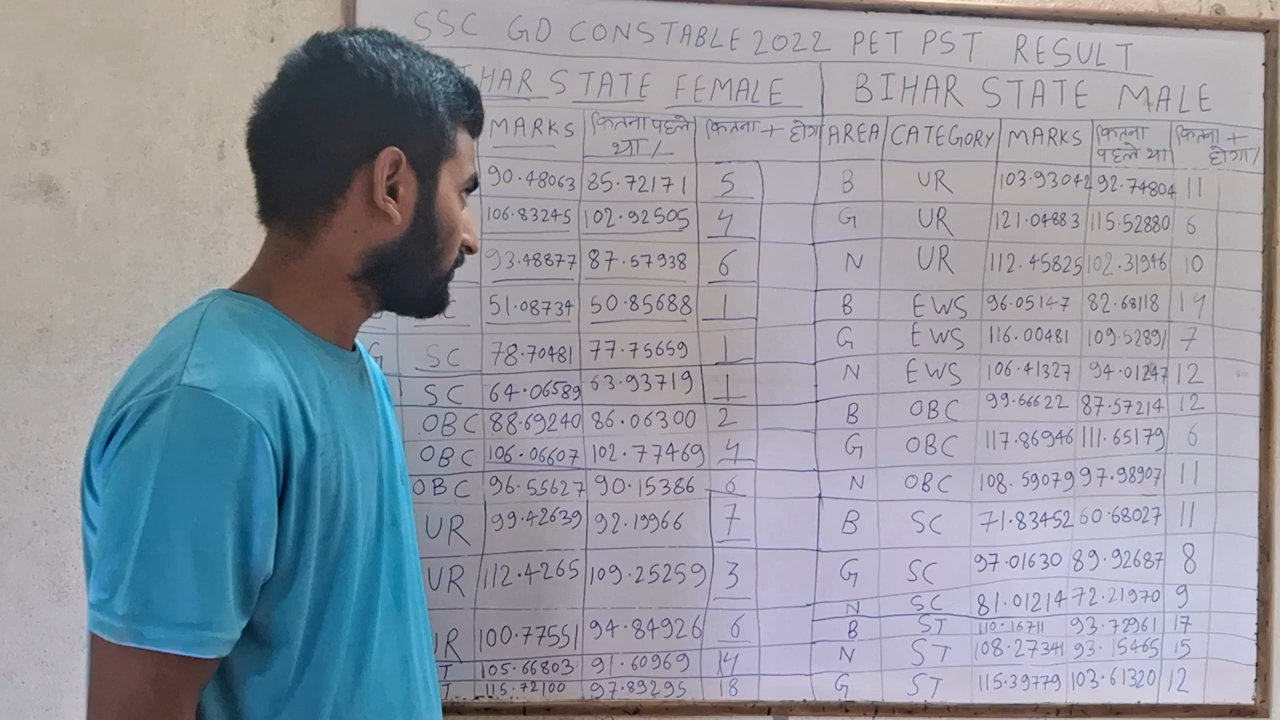 SSC GD CONSTABLE 2022 PET PST RESULT
HAR STATE FEMALE BIHAR STATE MALE
MARKS कितना पहले था / कितना + होगा AREA CATEGORY MARKS कितना पहले था कितना + होगा /
90.48063 85.72171 5 B UR 103.93042 92.74804 11
106.83245 102.92505 4 G UR 121.04883 115.52880 6
93.48877 87.57938 6 N UR 112.45825 102.31946 10
51.08734 50.85688 1 B EWS 96.05147 82.68118 14
G SC 78.70481 77.75659 1 G EWS 116.00481 109.52891 7
SC 64.06589 63.93719 1 N EWS 106.41327 94.01247 12
OBC 88.69240 86.06300 2 B OBC 99.66622 87.57214 12
OBC 106.06607 102.77469 4 G OBC 117.86946 111.65179 6
OBC 96.55627 90.15386 6 N OBC 108.59079 97.98907 11
UR 99.42639 92.19966 7 B SC 71.83452 60.68027 11
UR 112.4265 109.25259 3 G SC 97.01630 89.92687 8
N SC 81.01214 72.21970 9
R 100.77551 94.84926 6 B ST 110.16711 93.72961 17
T 105.66803 91.60969 14 N ST 108.27341 93.15465 15
T 115.72100 97.89295 18 G ST 115.39779 103.61320 12